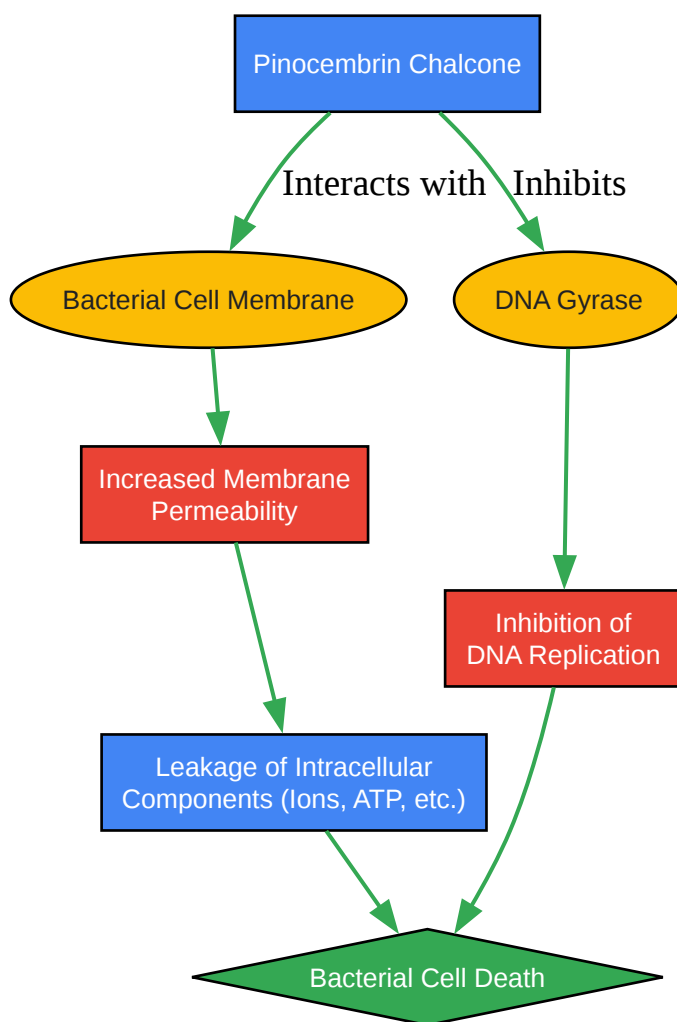 Pinocembrin Chalcone
Interacts with
Inhibits
Bacterial Cell Membrane
DNA Gyrase
Increased Membrane
Permeability
Inhibition of
DNA Replication
Leakage of Intracellular
Components (Ions, ATP, etc.)
Bacterial Cell Death